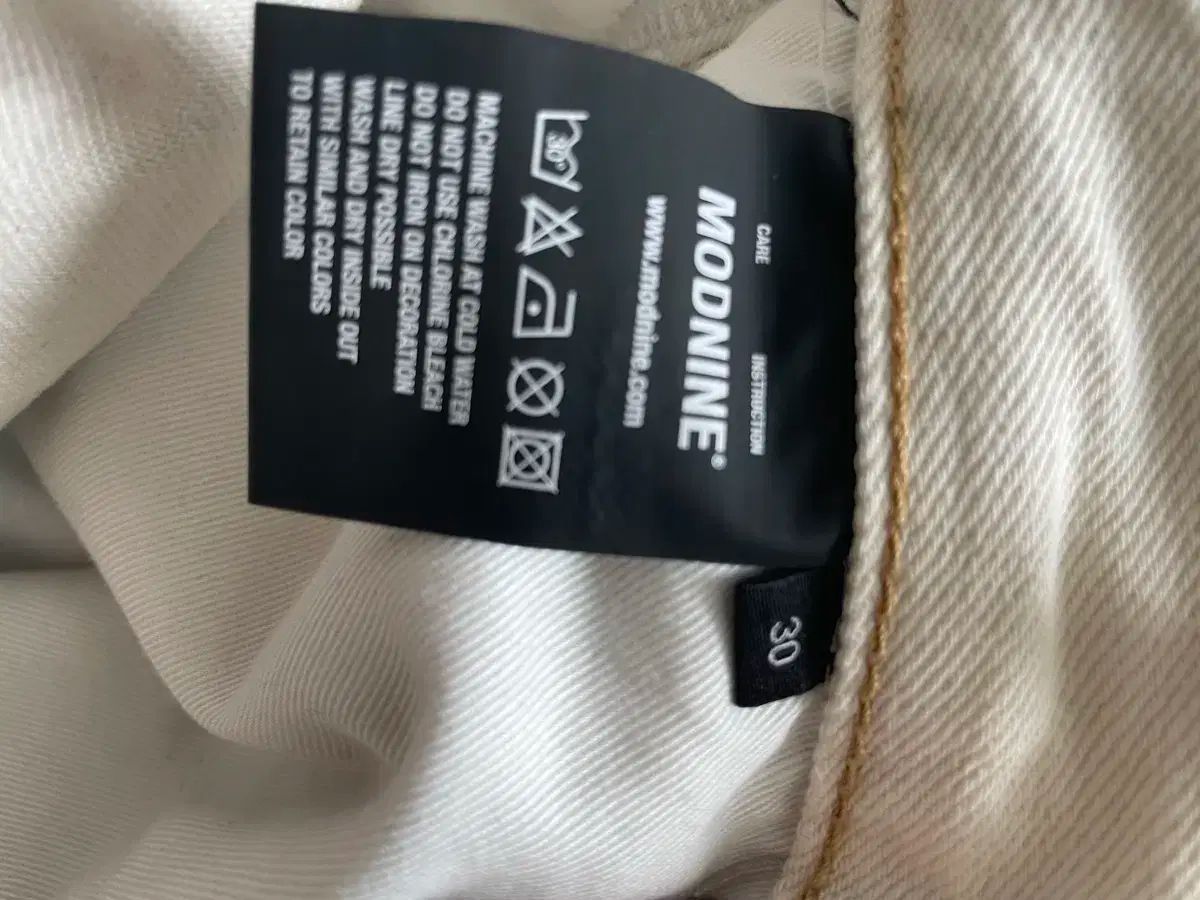 CARE INSTRUCTION
MODNINE®
www.modnine.com
30°
MACHINE WASH AT COLD WATER
DO NOT USE CHLORINE BLEACH
DO NOT IRON ON DECORATION
LINE DRY POSSIBLE
WASH AND DRY INSIDE OUT
WITH SIMILAR COLORS
TO RETAIN COLOR
30